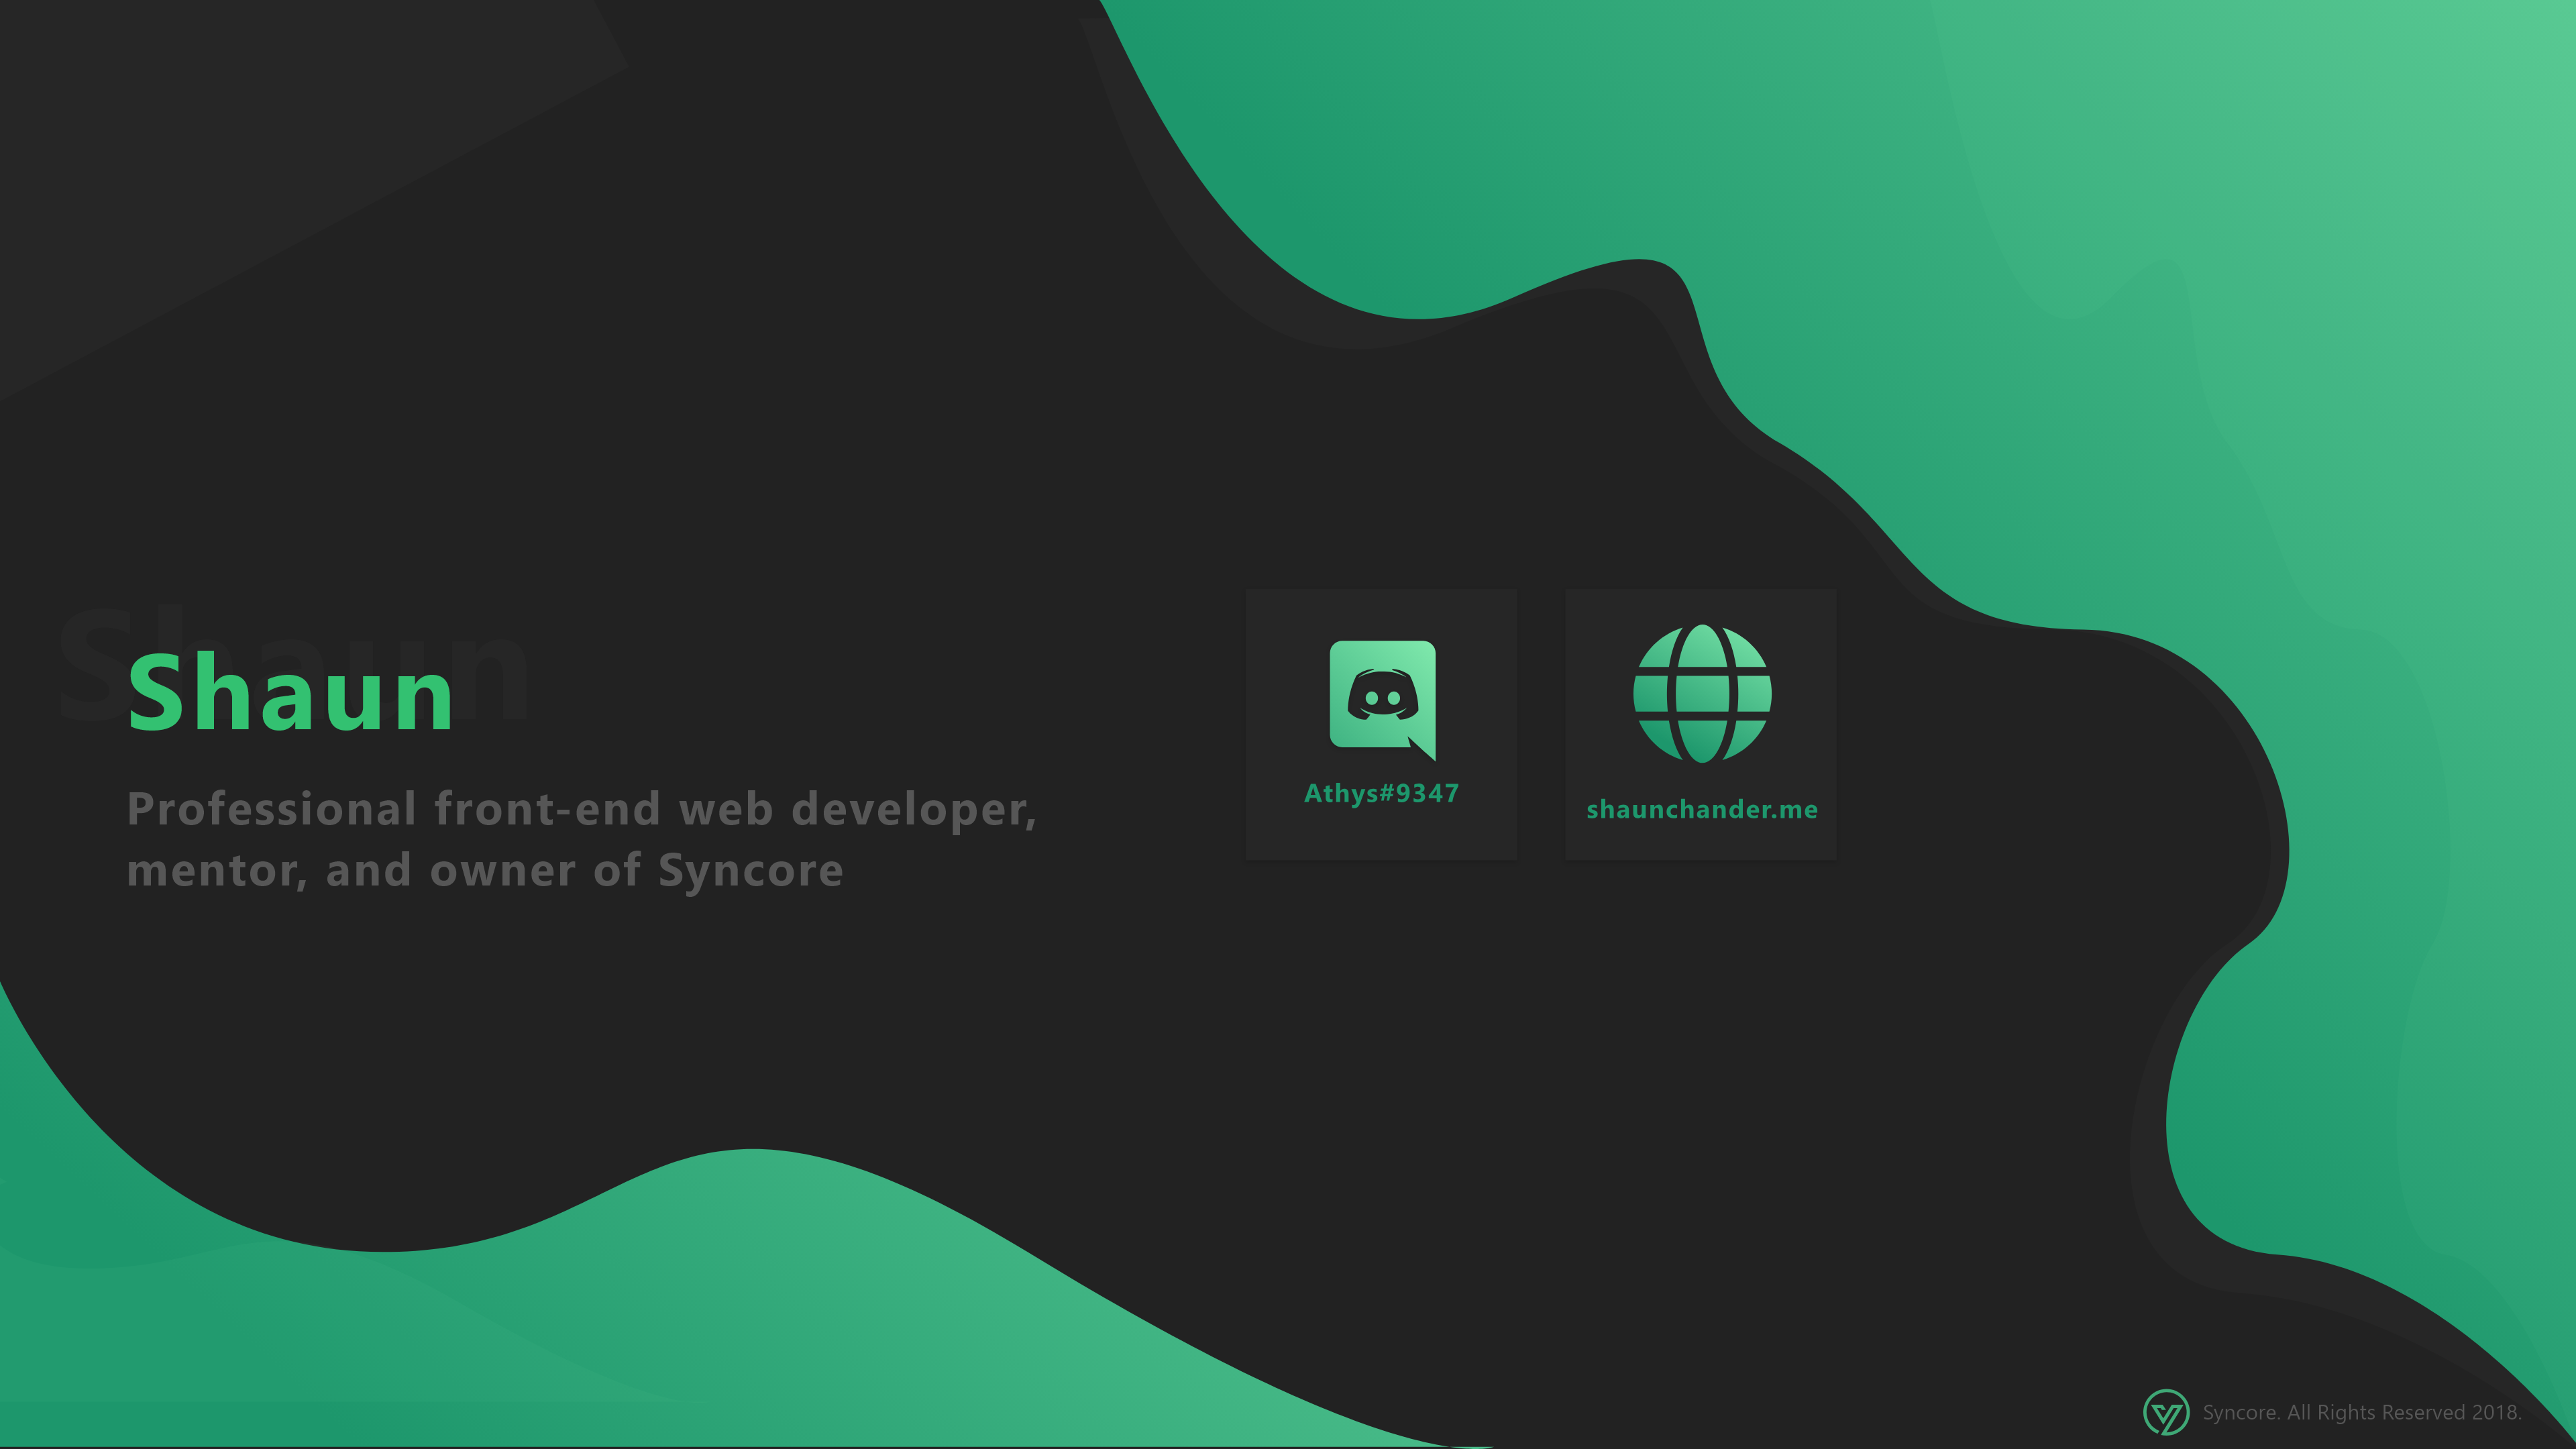 Shaun
Shaun
Professional front-end web developer,
mentor, and owner of Syncore
Athys#9347
shaunchander.me
Syncore. All Rights Reserved 2018.